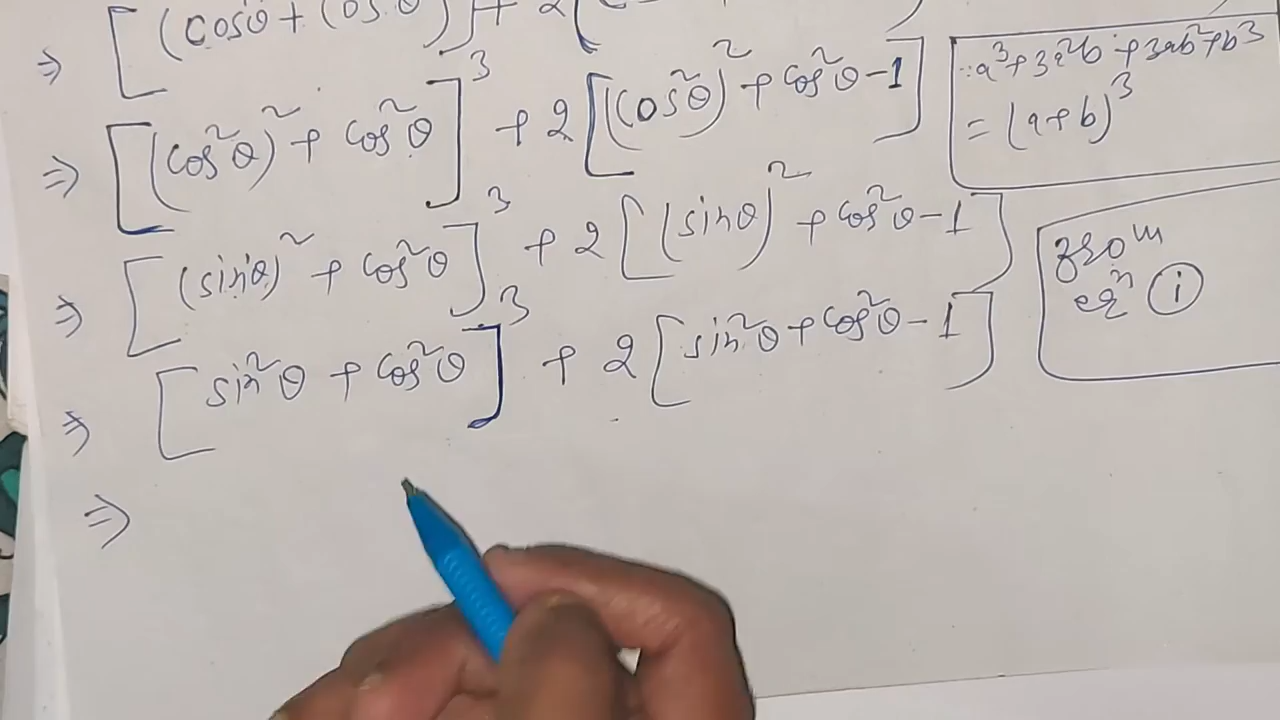 ⇒ [(cosθ + cos θ)] + 2[
⇒ [(cos²θ)² + cos²θ]³ + 2[(cos²θ)² + cos²θ - 1]
∵ a³ + 3a²b + 3ab² + b³
= (a+b)³
⇒ [(sinθ)² + cos²θ]³ + 2[(sinθ)² + cos²θ - 1]
from
eqⁿ (i)
⇒ [sin²θ + cos²θ]³ + 2[sin²θ + cos²θ - 1]
⇒